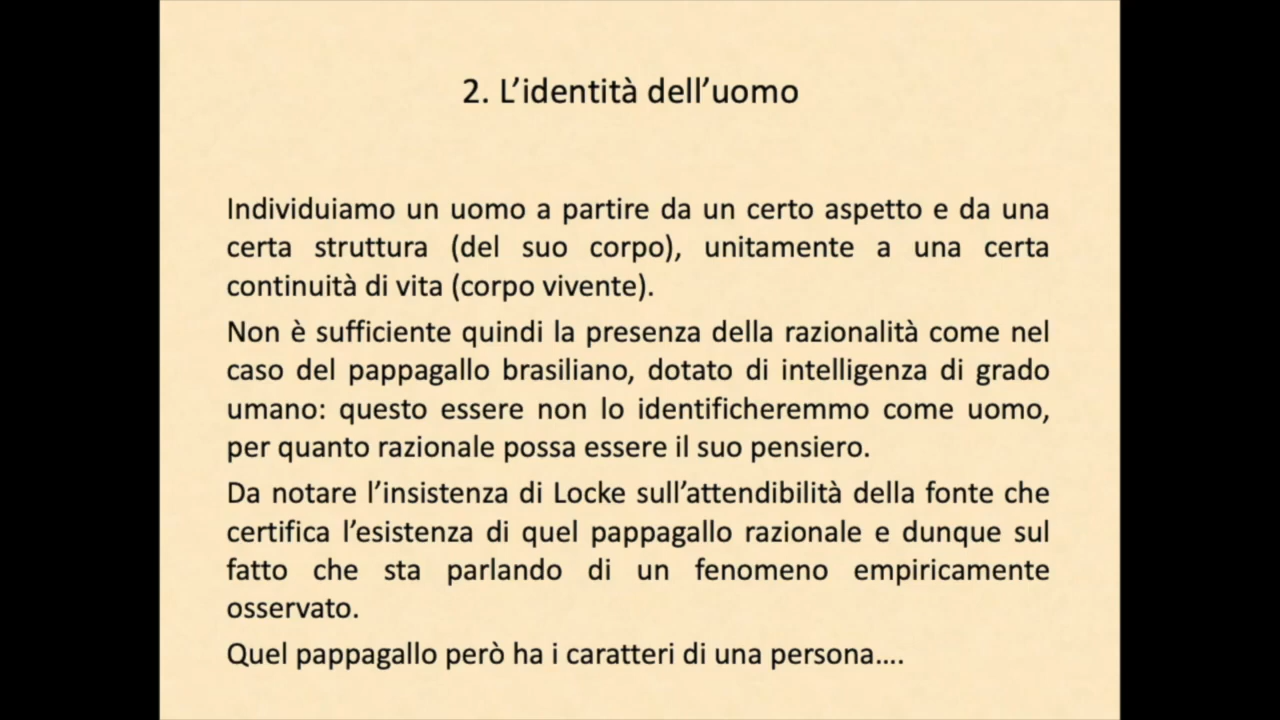 2. L’identità dell’uomo
Individuiamo un uomo a partire da un certo aspetto e da una
certa struttura (del suo corpo), unitamente a una certa
continuità di vita (corpo vivente).
Non è sufficiente quindi la presenza della razionalità come nel
caso del pappagallo brasiliano, dotato di intelligenza di grado
umano: questo essere non lo identificheremmo come uomo,
per quanto razionale possa essere il suo pensiero.
Da notare l’insistenza di Locke sull’attendibilità della fonte che
certifica l’esistenza di quel pappagallo razionale e dunque sul
fatto che sta parlando di un fenomeno empiricamente
osservato.
Quel pappagallo però ha i caratteri di una persona….